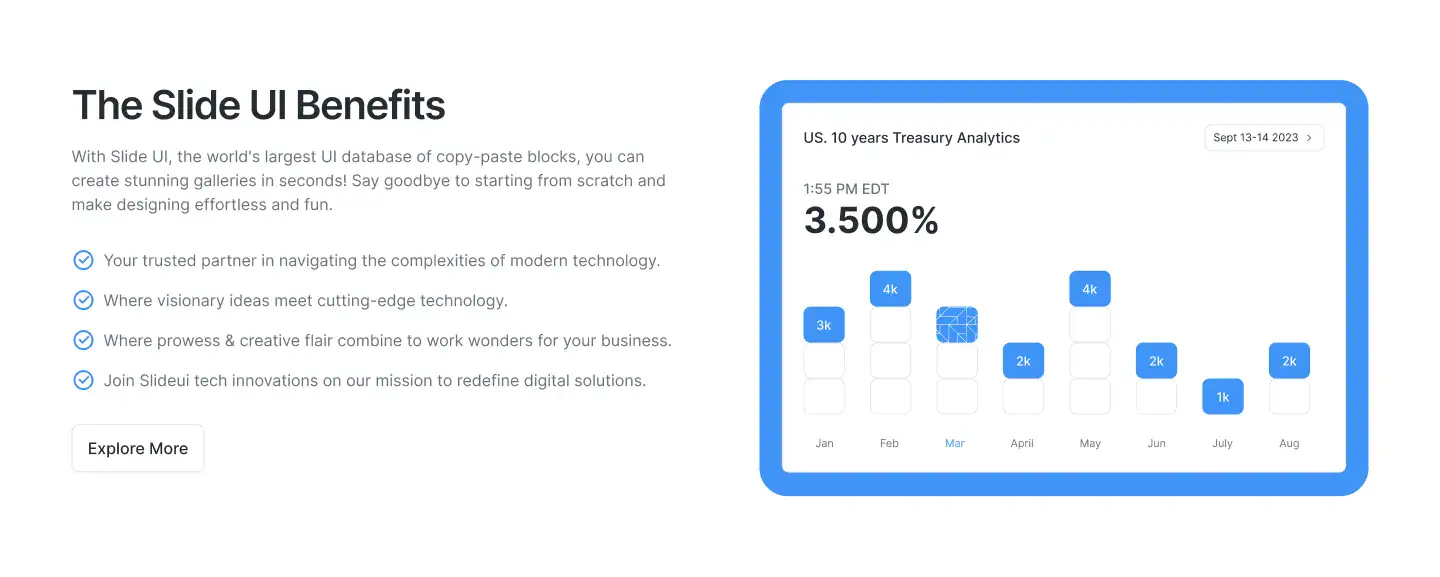 The Slide UI Benefits
With Slide UI, the world's largest UI database of copy-paste blocks, you can
create stunning galleries in seconds! Say goodbye to starting from scratch and
make designing effortless and fun.
Your trusted partner in navigating the complexities of modern technology.
Where visionary ideas meet cutting-edge technology.
Where prowess & creative flair combine to work wonders for your business.
Join Slideui tech innovations on our mission to redefine digital solutions.
Explore More
US. 10 years Treasury Analytics
Sept 13-14 2023
1:55 PM EDT
3.500%
4k 4k
3k
2k 2k 2k
1k
Jan Feb Mar April May Jun July Aug